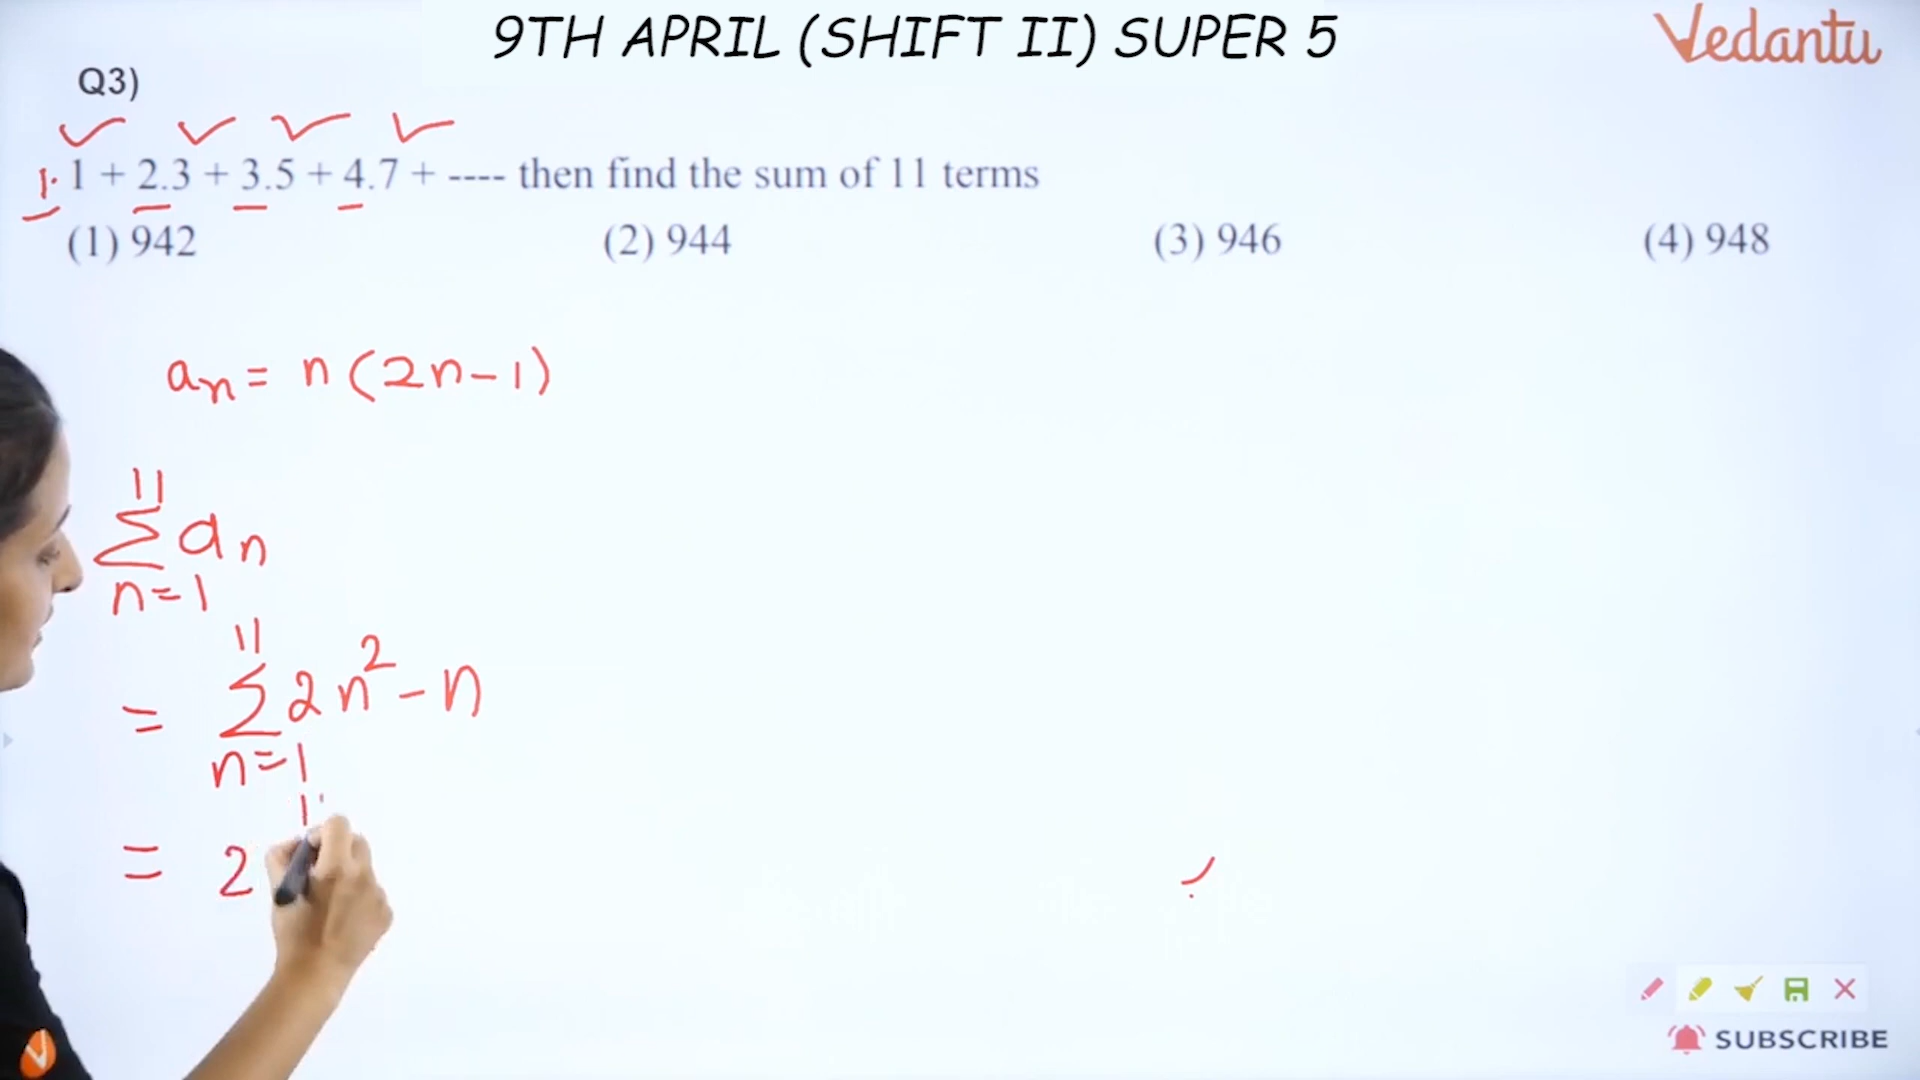 9TH APRIL (SHIFT II) SUPER 5
Vedantu
Q3)
1. 1 + 2.3 + 3.5 + 4.7 + ---- then find the sum of 11 terms
(1) 942 (2) 944 (3) 946 (4) 948
aₙ = n (2n - 1)
11
∑ aₙ
n=1
11
= ∑ 2n² - n
n=1
= 2
SUBSCRIBE